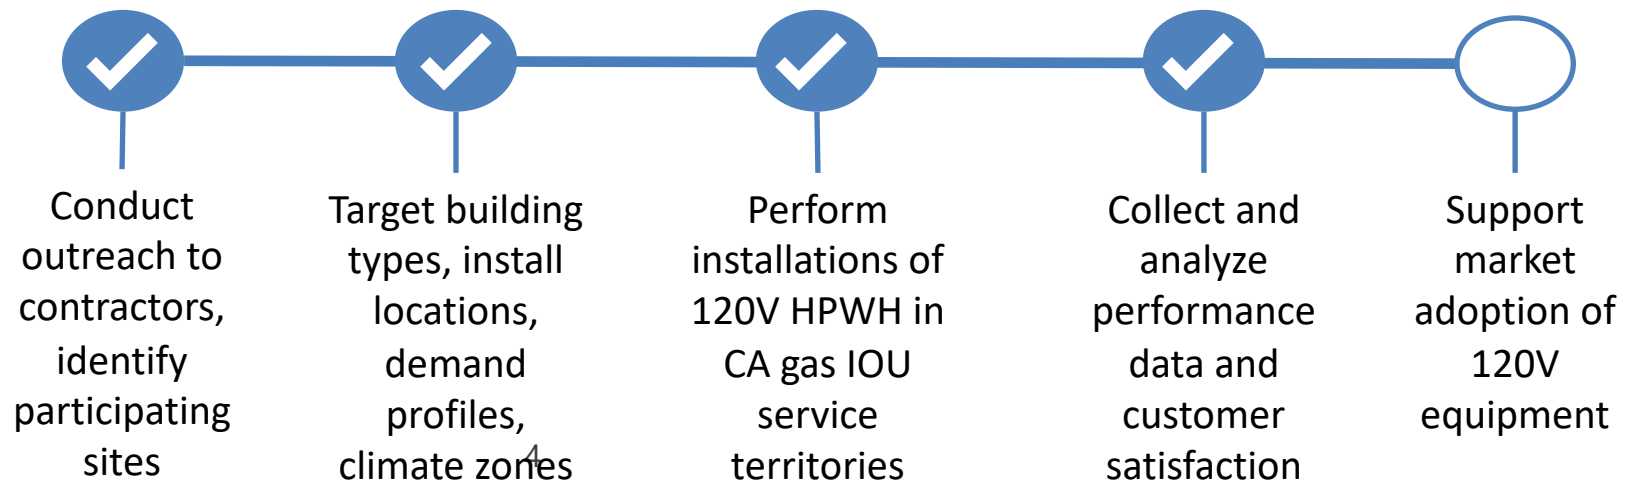 Conduct
outreach to
contractors,
identify
participating
sites
Target building
types, install
locations,
demand
profiles,
climate zones
4
Perform
installations of
120V HPWH in
CA gas IOU
service
territories
Collect and
analyze
performance
data and
customer
satisfaction
Support
market
adoption of
120V
equipment